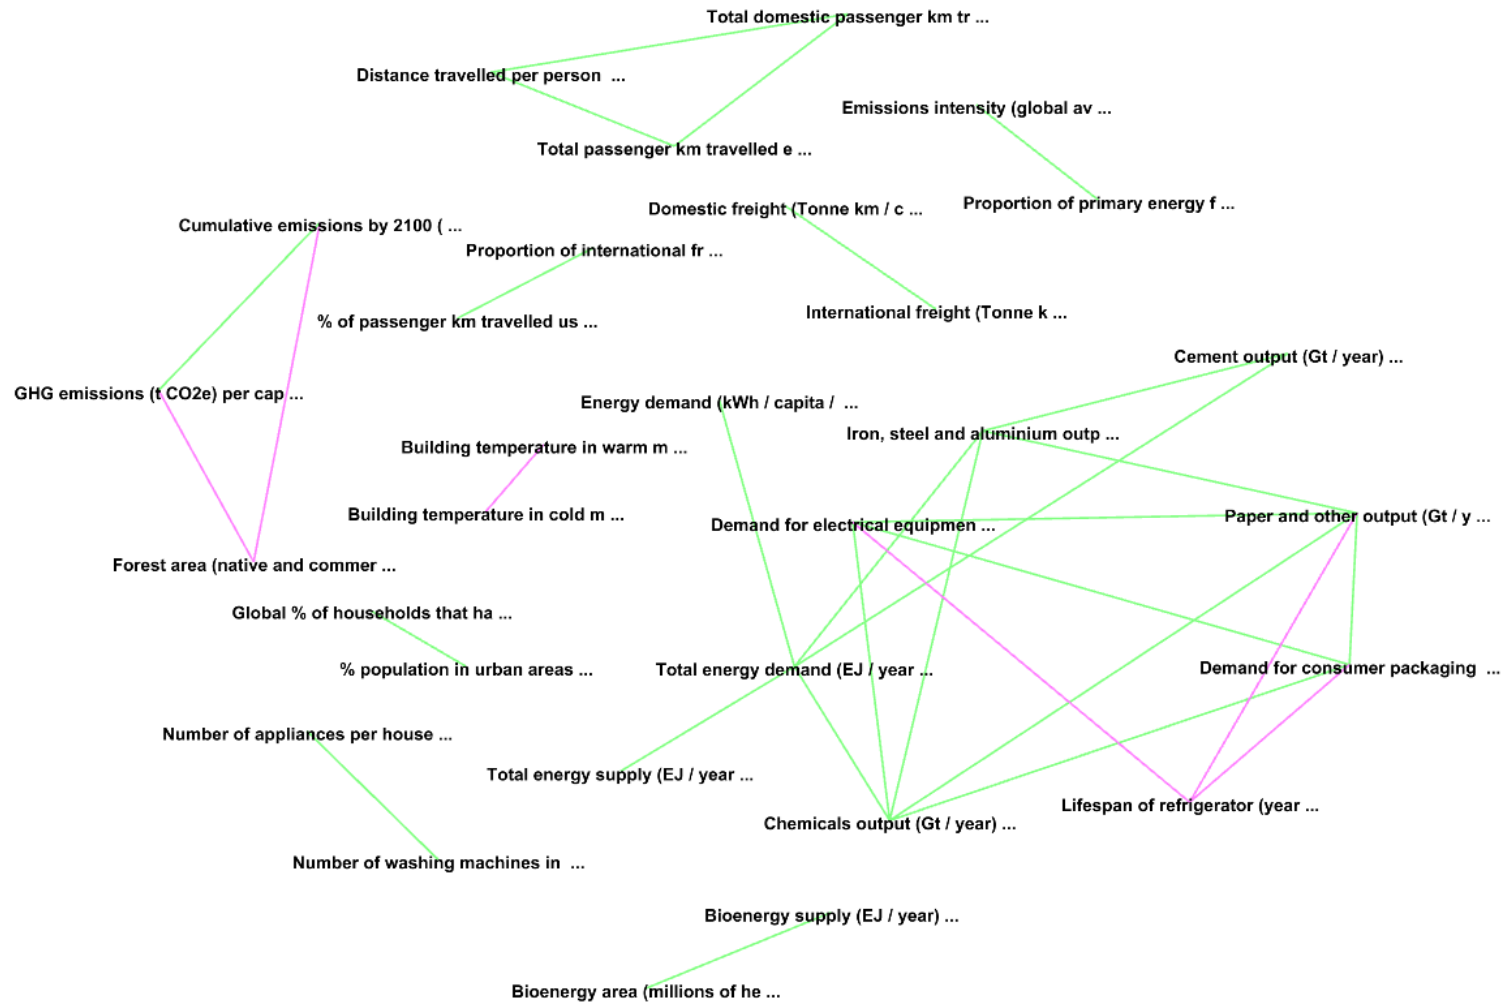 Total domestic passenger km tr ...
Distance travelled per person ...
Emissions intensity (global av ...
Total passenger km travelled e ...
Proportion of primary energy f ...
Domestic freight (Tonne km / c ...
Cumulative emissions by 2100 ( ...
Proportion of international fr ...
International freight (Tonne k ...
% of passenger km travelled us ...
Cement output (Gt / year) ...
GHG emissions (t CO2e) per cap ...
Energy demand (kWh / capita / ...
Iron, steel and aluminium outp ...
Building temperature in warm m ...
Building temperature in cold m ...
Demand for electrical equipmen ...
Paper and other output (Gt / y ...
Forest area (native and commer ...
Global % of households that ha ...
% population in urban areas ...
Total energy demand (EJ / year ...
Demand for consumer packaging ...
Number of appliances per house ...
Total energy supply (EJ / year ...
Lifespan of refrigerator (year ...
Chemicals output (Gt / year) ...
Number of washing machines in ...
Bioenergy supply (EJ / year) ...
Bioenergy area (millions of he ...